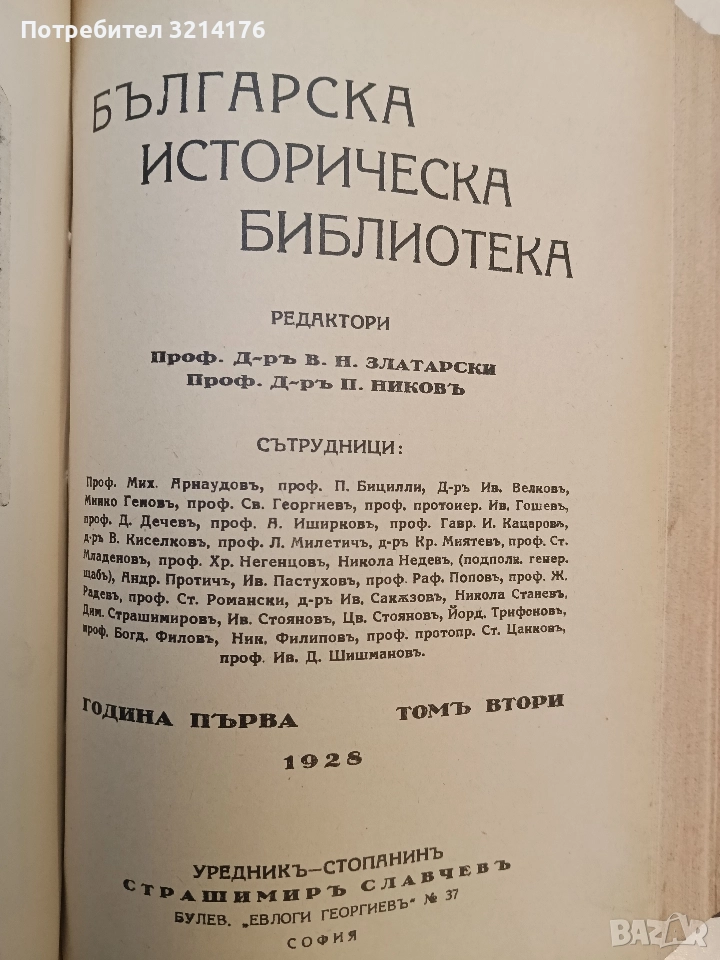 Потребител 3214176
БЪЛГАРСКА
ИСТОРИЧЕСКА
БИБЛИОТЕКА
РЕДАКТОРИ
Проф. Д-ръ В. Н. ЗЛАТАРСКИ
Проф. Д-ръ П. НИКОВЪ
СЪТРУДНИЦИ:
Проф. Мих. Арнаудовъ, проф. П. Бицилли, Д-ръ Ив. Велковъ,
Минко Геновъ, проф. Св. Георгиевъ, проф. протоиер. Ив. Гошевъ,
проф. Д. Дечевъ, проф. А. Иширковъ, проф. Гавр. И. Кацаровъ,
д-ръ В. Киселковъ, проф. Л. Милетичъ, д-ръ Кр. Миятевъ, проф. Ст.
Младеновъ, проф. Хр. Негенцовъ, Никола Недевъ, (подполк. генер.
щабъ), Андр. Протичъ, Ив. Пастуховъ, проф. Раф. Поповъ, проф. Ж.
Радевъ, проф. Ст. Романски, д-ръ Ив. Сакѫзовъ, Никола Станевъ,
Дим. Страшимировъ, Ив. Стояновъ, Цв. Стояновъ, Йорд. Трифоновъ,
проф. Богд. Филовъ, Ник. Филиповъ, проф. протопр. Ст. Цанковъ,
проф. Ив. Д. Шишмановъ.
ГОДИНА ПЪРВА ТОМЪ ВТОРИ
1928
УРЕДНИКЪ—СТОПАНИНЪ
СТРАШИМИРЪ СЛАВЧЕВЪ
БУЛЕВ. „ЕВЛОГИ ГЕОРГИЕВЪ" № 37
СОФИЯ
BAZAR